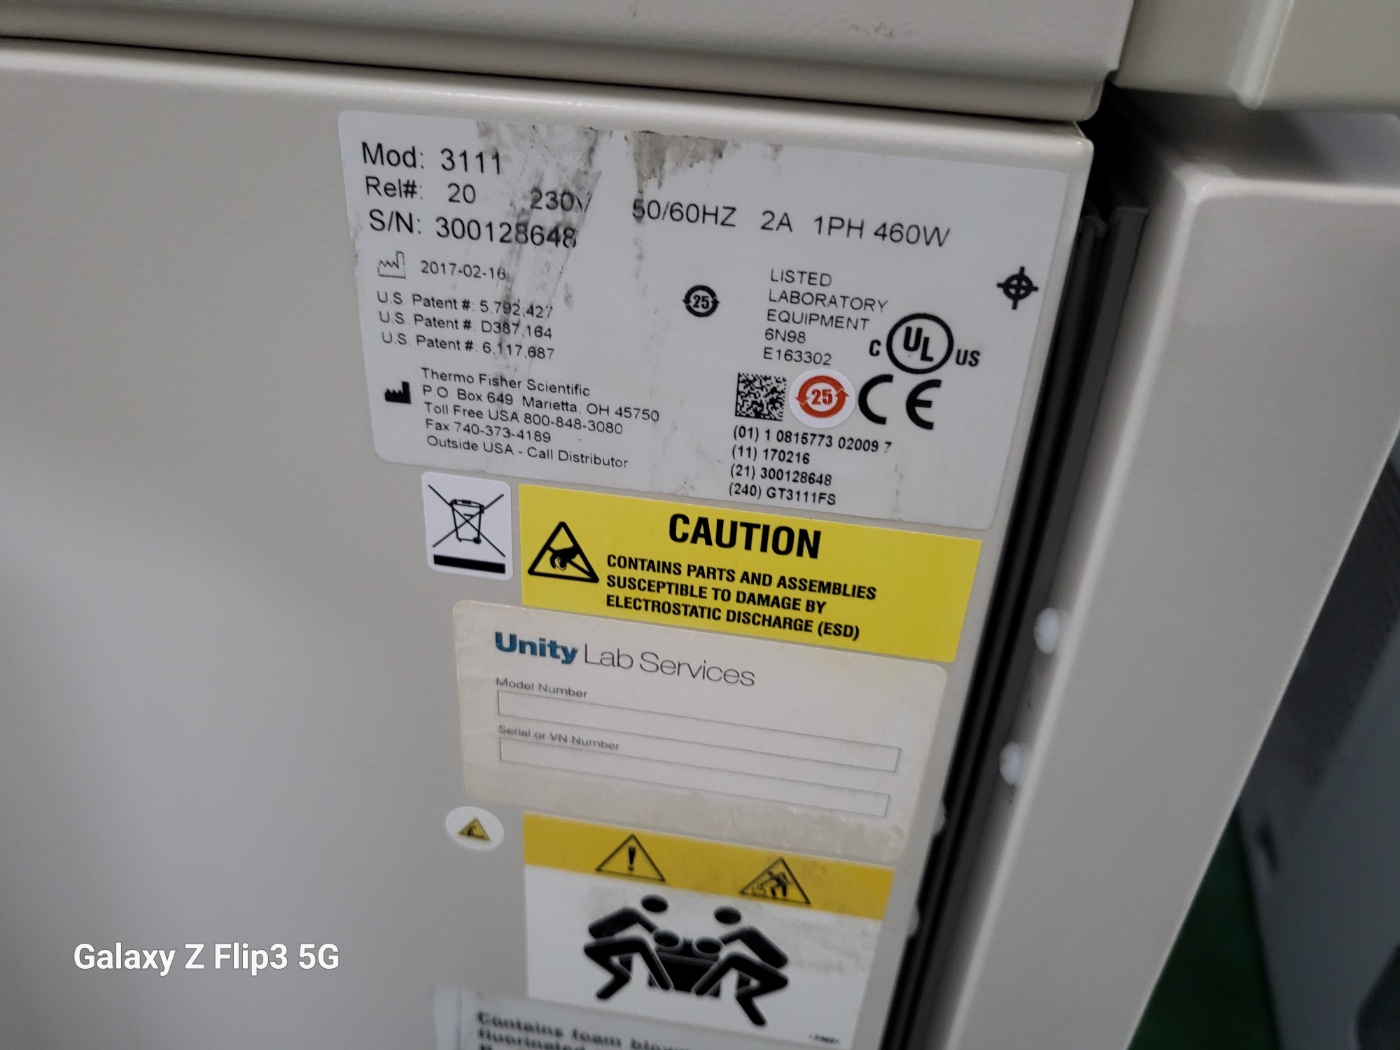 Mod: 3111
Rel#: 20 230V 50/60HZ 2A 1PH 460W
S/N: 300128648
2017-02-16
U.S. Patent #: 5,792,427
U.S. Patent #: D387,164
U.S. Patent #: 6,117,687
Thermo Fisher Scientific
P.O. Box 649 Marietta, OH 45750
Toll Free USA 800-848-3080
Fax 740-373-4189
Outside USA - Call Distributor
25
LISTED
LABORATORY
EQUIPMENT
6N98
E163302
C UL US
25 CE
(01) 1 0815773 02009 7
(11) 170216
(21) 300128648
(240) GT3111FS
CAUTION
CONTAINS PARTS AND ASSEMBLIES
SUSCEPTIBLE TO DAMAGE BY
ELECTROSTATIC DISCHARGE (ESD)
Unity Lab Services
Model Number
Serial or VN Number
Contains foam
Galaxy Z Flip3 5G